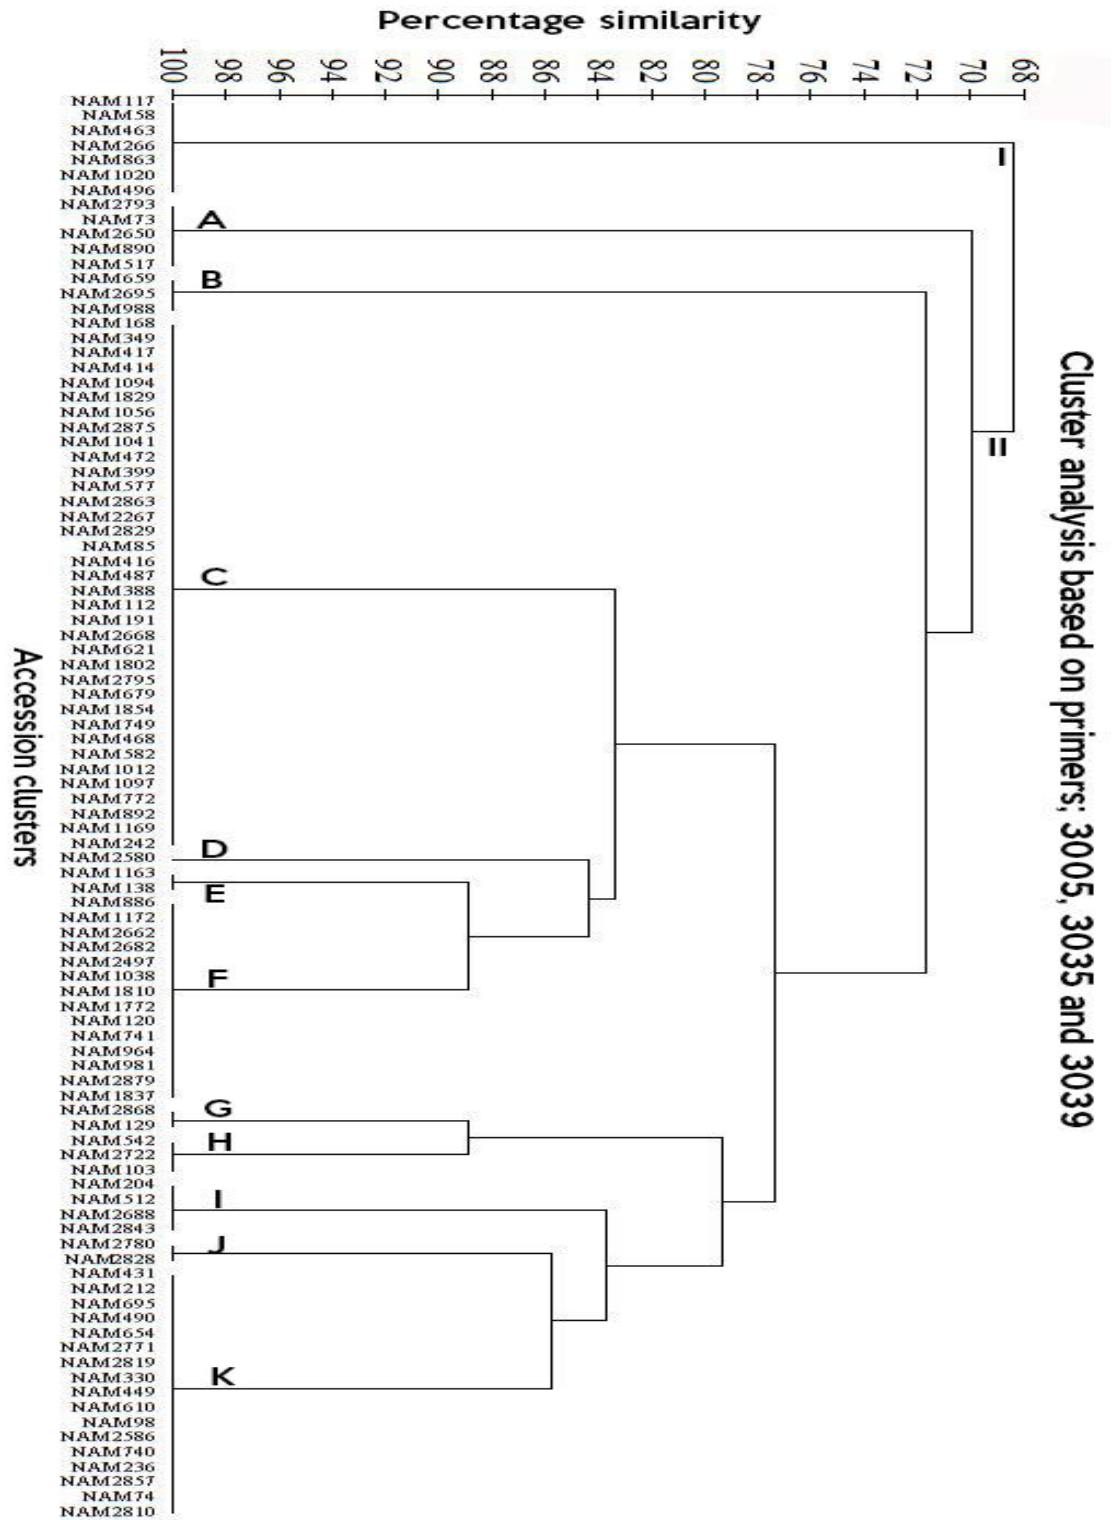 Percentage similarity
100 98 96 94 92 90 88 86 84 82 80 78 76 74 72 70 68
NAM117
NAM58
NAM463
NAM266
NAM863
NAM1020
NAM496
NAM2793
NAM73
NAM2650
NAM890
NAM517
NAM659
NAM2695
NAM988
NAM168
NAM349
NAM417
NAM414
NAM1094
NAM1829
NAM1056
NAM2875
NAM1041
NAM472
NAM399
NAM577
NAM2863
NAM2267
NAM2829
NAM85
NAM416
NAM487
NAM388
NAM112
NAM191
NAM2668
NAM621
NAM1802
NAM2795
NAM679
NAM1854
NAM749
NAM468
NAM582
NAM1012
NAM1097
NAM772
NAM892
NAM1169
NAM242
NAM2580
NAM1163
NAM138
NAM886
NAM1172
NAM2662
NAM2682
NAM2497
NAM1038
NAM1810
NAM1772
NAM120
NAM741
NAM964
NAM981
NAM2879
NAM1837
NAM2868
NAM129
NAM542
NAM2722
NAM103
NAM204
NAM512
NAM2688
NAM2843
NAM2780
NAM2828
NAM431
NAM212
NAM695
NAM490
NAM654
NAM2771
NAM2819
NAM330
NAM449
NAM610
NAM98
NAM2586
NAM740
NAM236
NAM2857
NAM74
NAM2810
I
A
B
II
C
D
E
F
G
H
I
J
K
Cluster analysis based on primers; 3005, 3035 and 3039
Accession clusters